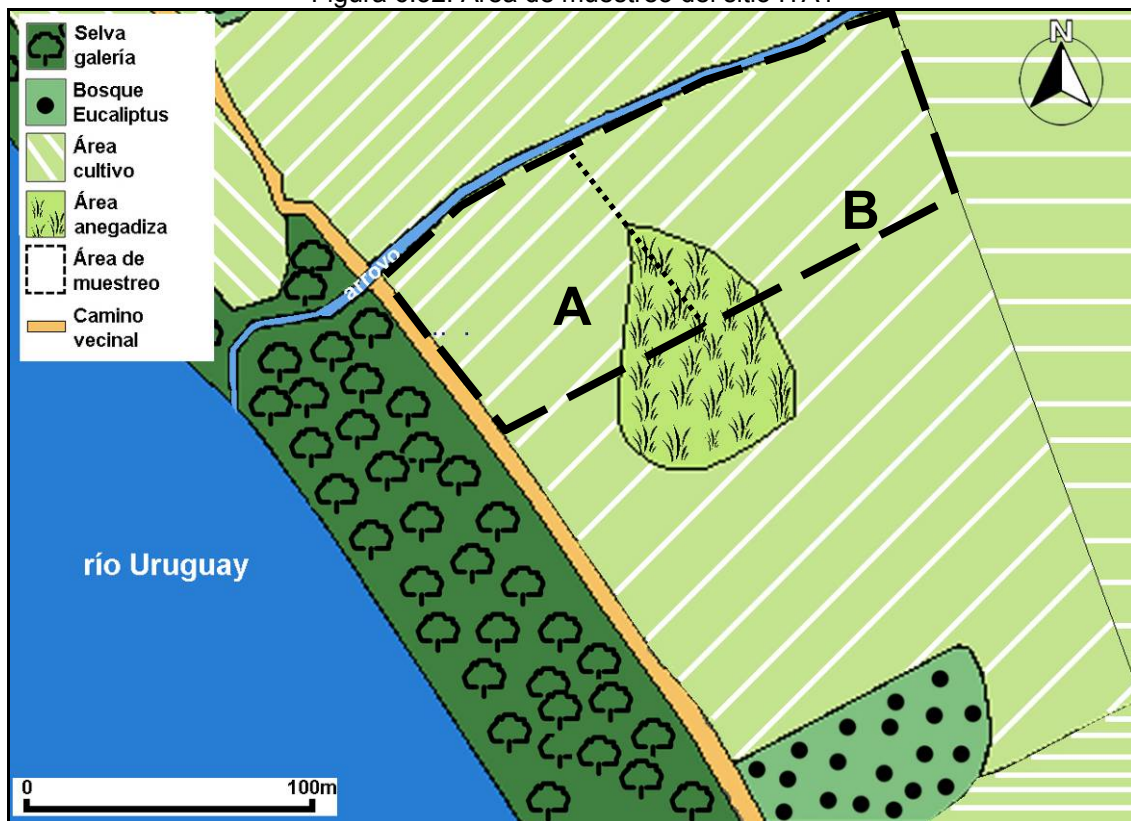 Selva
galería
Bosque
Eucaliptus
Área
cultivo
Área
anegadiza
Área de
muestreo
Camino
vecinal
N
arroyo
A
B
río Uruguay
0 100m